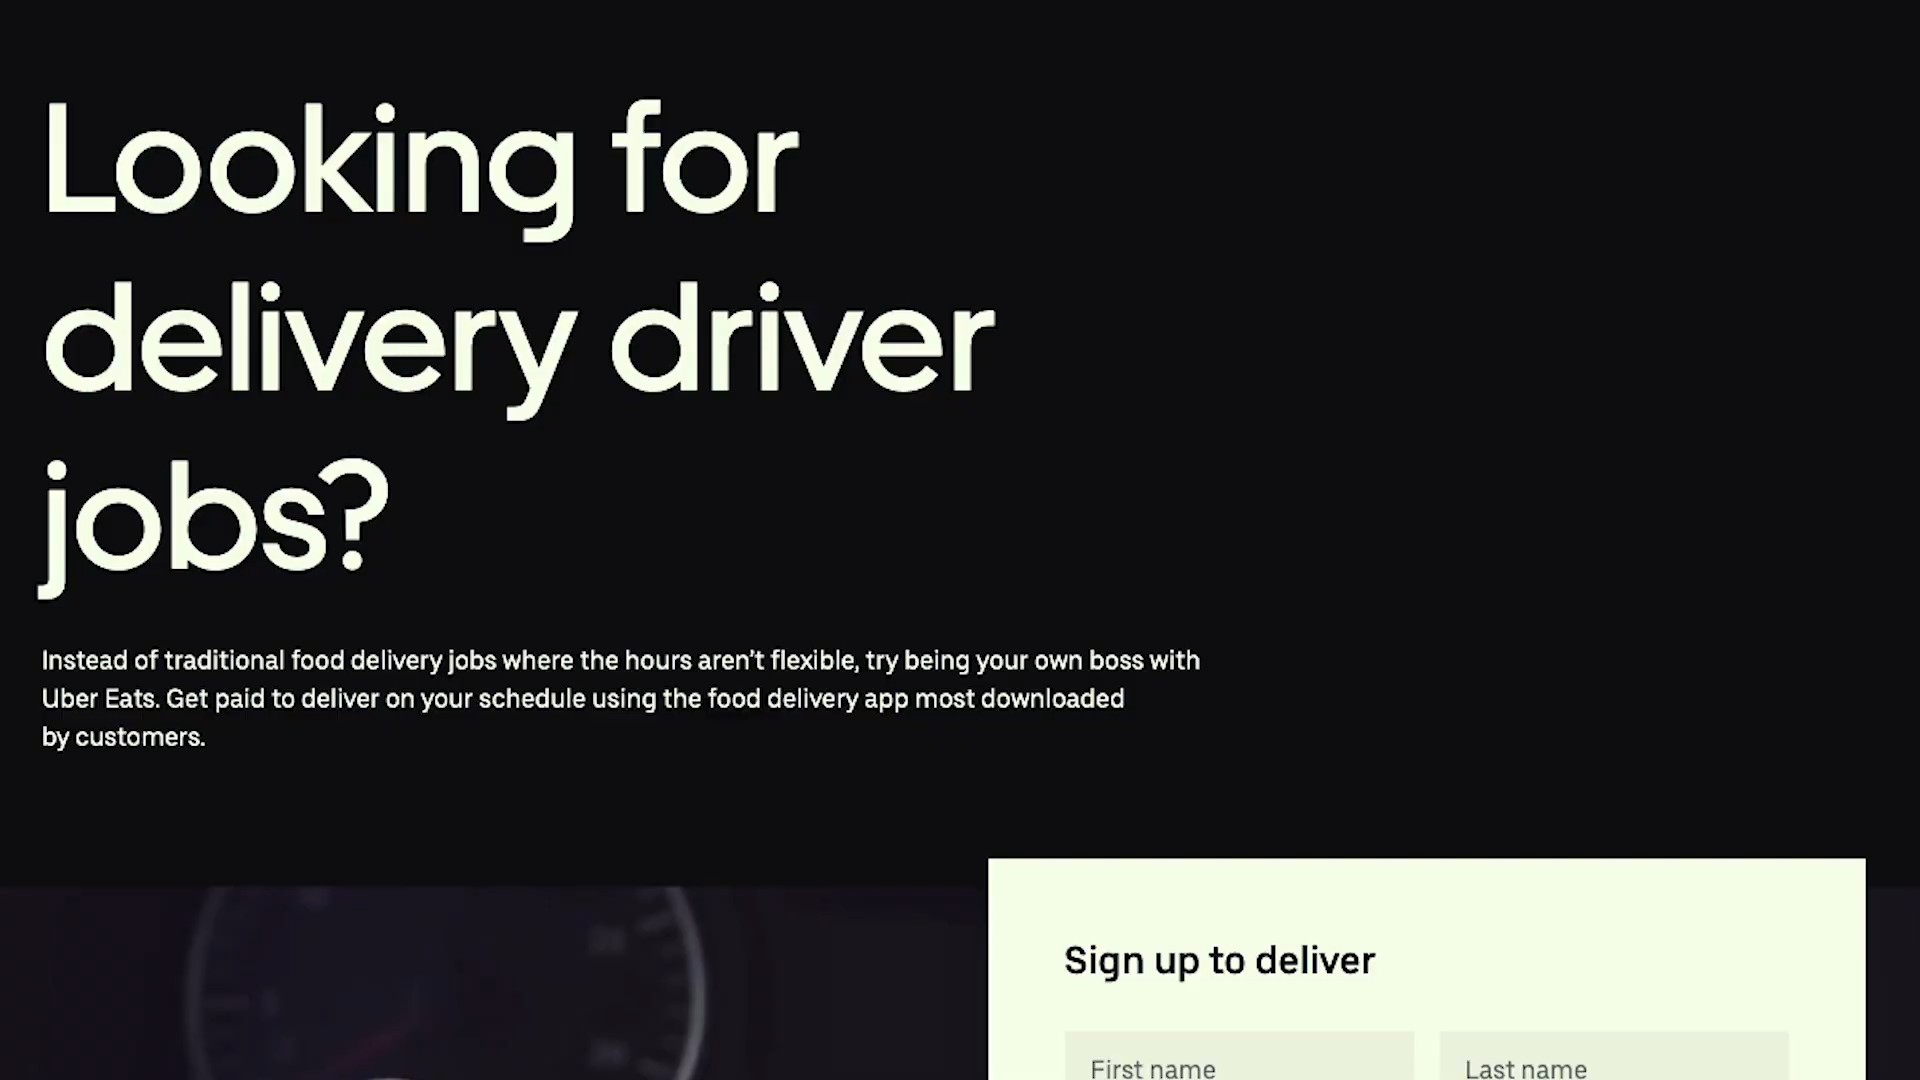 Looking for
delivery driver
jobs?
Instead of traditional food delivery jobs where the hours aren’t flexible, try being your own boss with
Uber Eats. Get paid to deliver on your schedule using the food delivery app most downloaded
by customers.
Sign up to deliver
First name
Last name